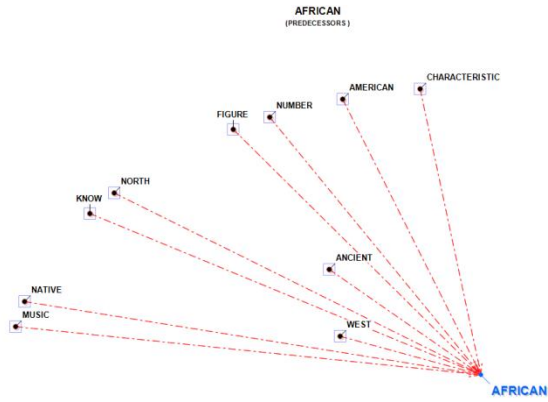 AFRICAN
(PREDECESSORS)
CHARACTERISTIC
AMERICAN
NUMBER
FIGURE
NORTH
KNOW
ANCIENT
NATIVE
MUSIC
WEST
AFRICAN